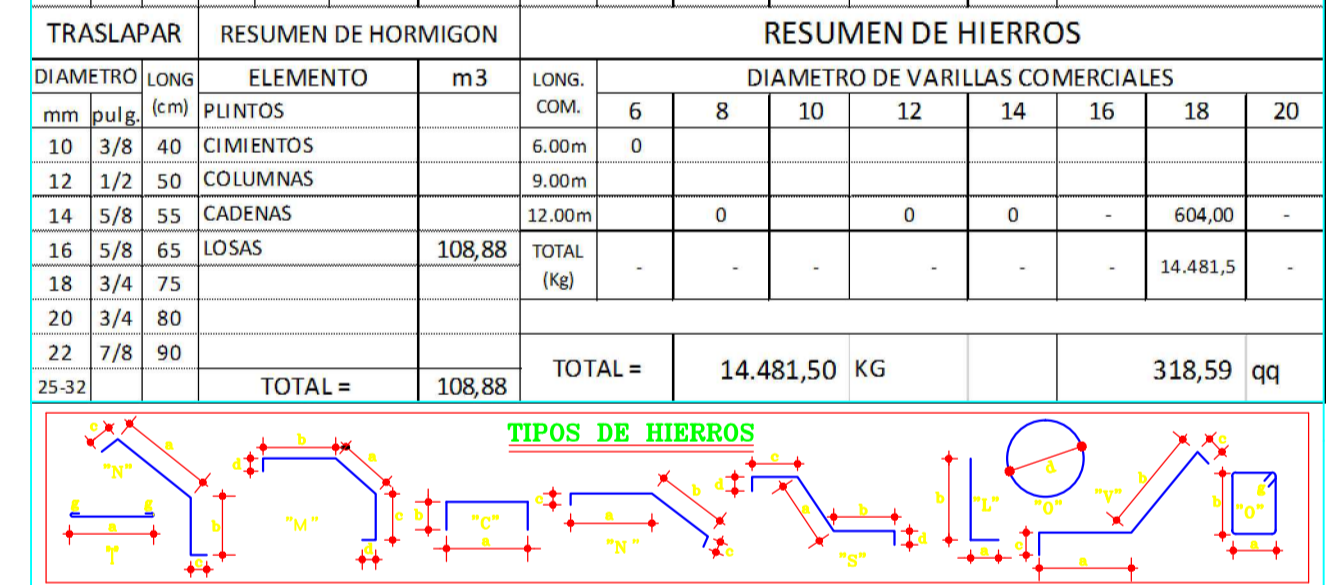 TRASLAPAR RESUMEN DE HORMIGON RESUMEN DE HIERROS
DIAMETRO LONG (cm) ELEMENTO m3 LONG. COM. DIAMETRO DE VARILLAS COMERCIALES
mm pulg. PLINTOS 6 8 10 12 14 16 18 20
10 3/8 40 CIMIENTOS 6.00m 0
12 1/2 50 COLUMNAS 9.00m
14 5/8 55 CADENAS 12.00m 0 0 0 - 604,00 -
16 5/8 65 LOSAS 108,88 TOTAL (Kg) - - - - - - 14.481,5 -
18 3/4 75
20 3/4 80
22 7/8 90 TOTAL = 14.481,50 KG 318,59 qq
25-32 TOTAL = 108,88
TIPOS DE HIERROS
c a "N" b c
g g a "I"
b d a "M" c d
b "C" a
c a "N" b c
c d a b d "S"
b "L" a
d "O"
b c "V" c a
b g "O" a